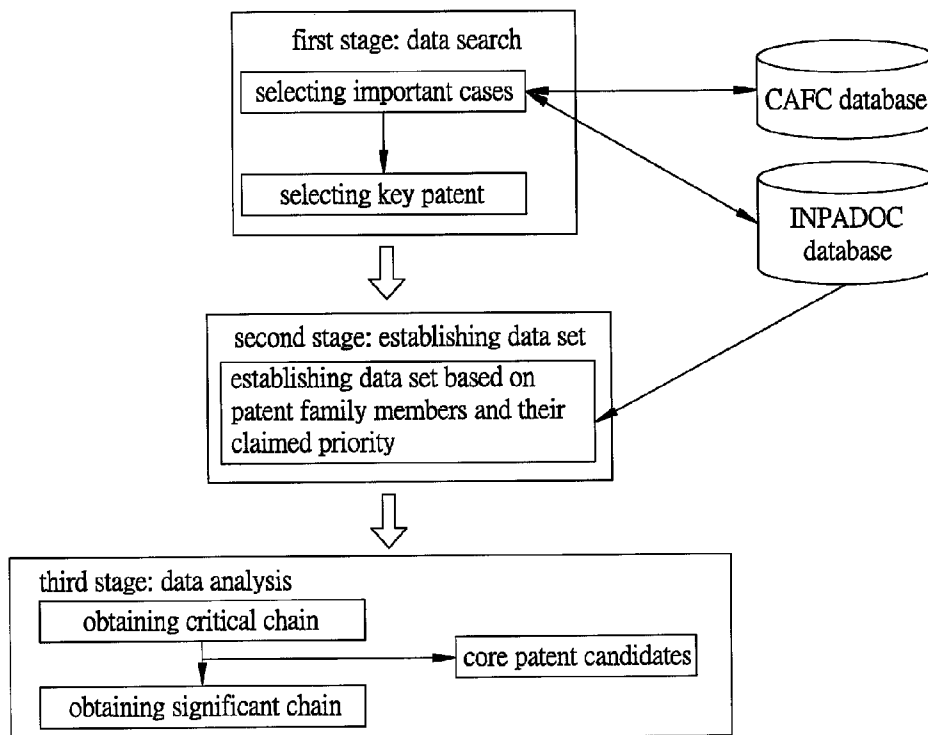 first stage: data search
selecting important cases
selecting key patent
CAFC database
INPADOC
database
second stage: establishing data set
establishing data set based on
patent family members and their
claimed priority
third stage: data analysis
obtaining critical chain
core patent candidates
obtaining significant chain